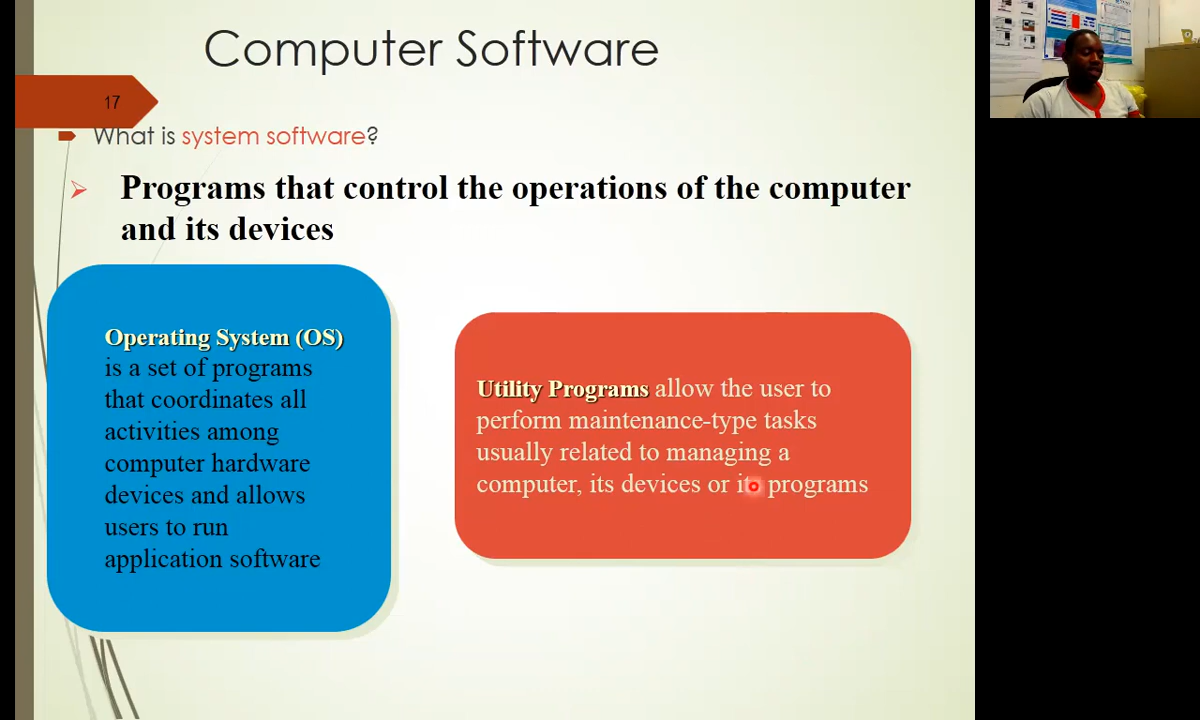 Computer Software
17
What is system software?
Programs that control the operations of the computer
and its devices
Operating System (OS)
is a set of programs
that coordinates all
activities among
computer hardware
devices and allows
users to run
application software
Utility Programs allow the user to
perform maintenance-type tasks
usually related to managing a
computer, its devices or its programs